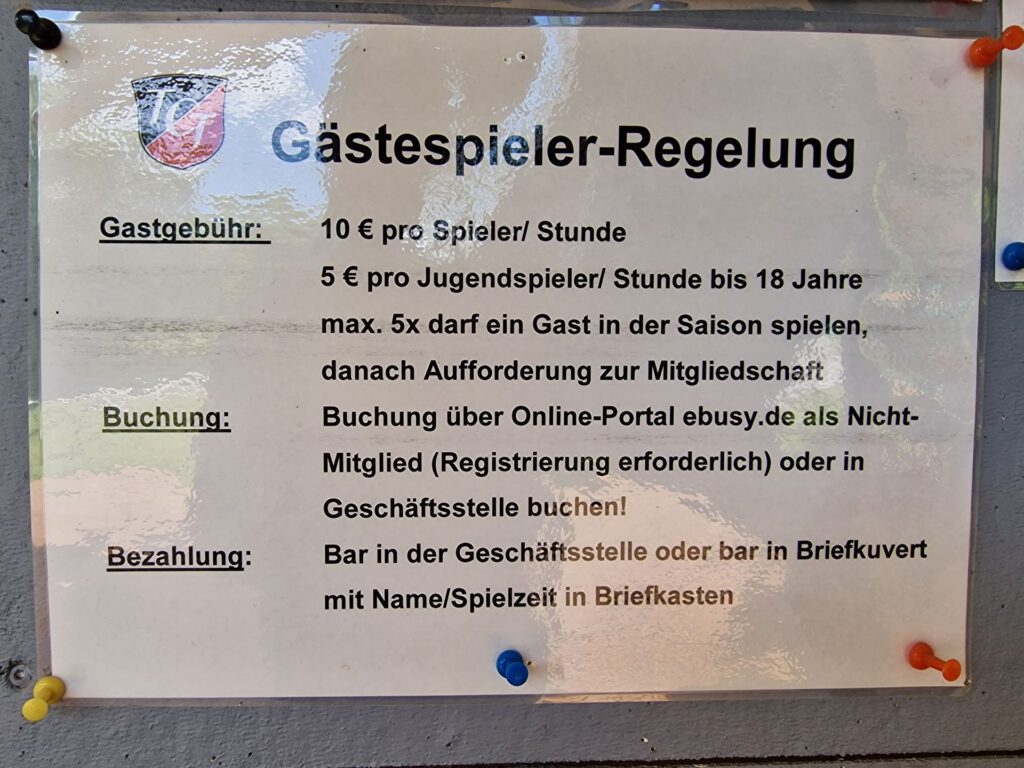 TCT
Gästespieler-Regelung
Gastgebühr: 10 € pro Spieler/ Stunde
5 € pro Jugendspieler/ Stunde bis 18 Jahre
max. 5x darf ein Gast in der Saison spielen,
danach Aufforderung zur Mitgliedschaft
Buchung: Buchung über Online-Portal ebusy.de als Nicht-
Mitglied (Registrierung erforderlich) oder in
Geschäftsstelle buchen!
Bezahlung: Bar in der Geschäftsstelle oder bar in Briefkuvert
mit Name/Spielzeit in Briefkasten